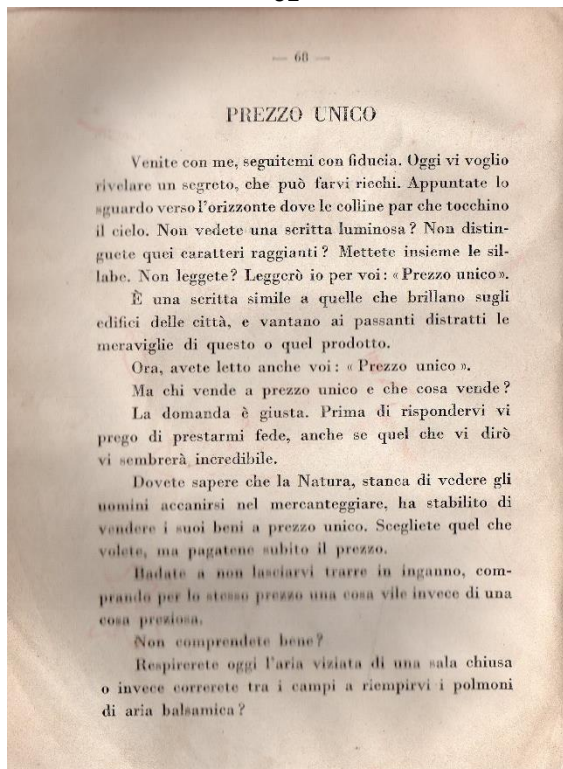 — 68 —
PREZZO UNICO
Venite con me, seguitemi con fiducia. Oggi vi voglio
rivelare un segreto, che può farvi ricchi. Appuntate lo
sguardo verso l'orizzonte dove le colline par che tocchino
il cielo. Non vedete una scritta luminosa? Non distin-
guete quei caratteri raggianti? Mettete insieme le sil-
labe. Non leggete? Leggerò io per voi: «Prezzo unico».
È una scritta simile a quelle che brillano sugli
edifici delle città, e vantano ai passanti distratti le
meraviglie di questo o quel prodotto.
Ora, avete letto anche voi: «Prezzo unico».
Ma chi vende a prezzo unico e che cosa vende?
La domanda è giusta. Prima di rispondervi vi
prego di prestarmi fede, anche se quel che vi dirò
vi sembrerà incredibile.
Dovete sapere che la Natura, stanca di vedere gli
uomini accanirsi nel mercanteggiare, ha stabilito di
vendere i suoi beni a prezzo unico. Scegliete quel che
volete, ma pagatene subito il prezzo.
Badate a non lasciarvi trarre in inganno, com-
prando per lo stesso prezzo una cosa vile invece di una
cosa preziosa.
Non comprendete bene?
Respirerete oggi l'aria viziata di una sala chiusa
o invece correrete tra i campi a riempirvi i polmoni
di aria balsamica?